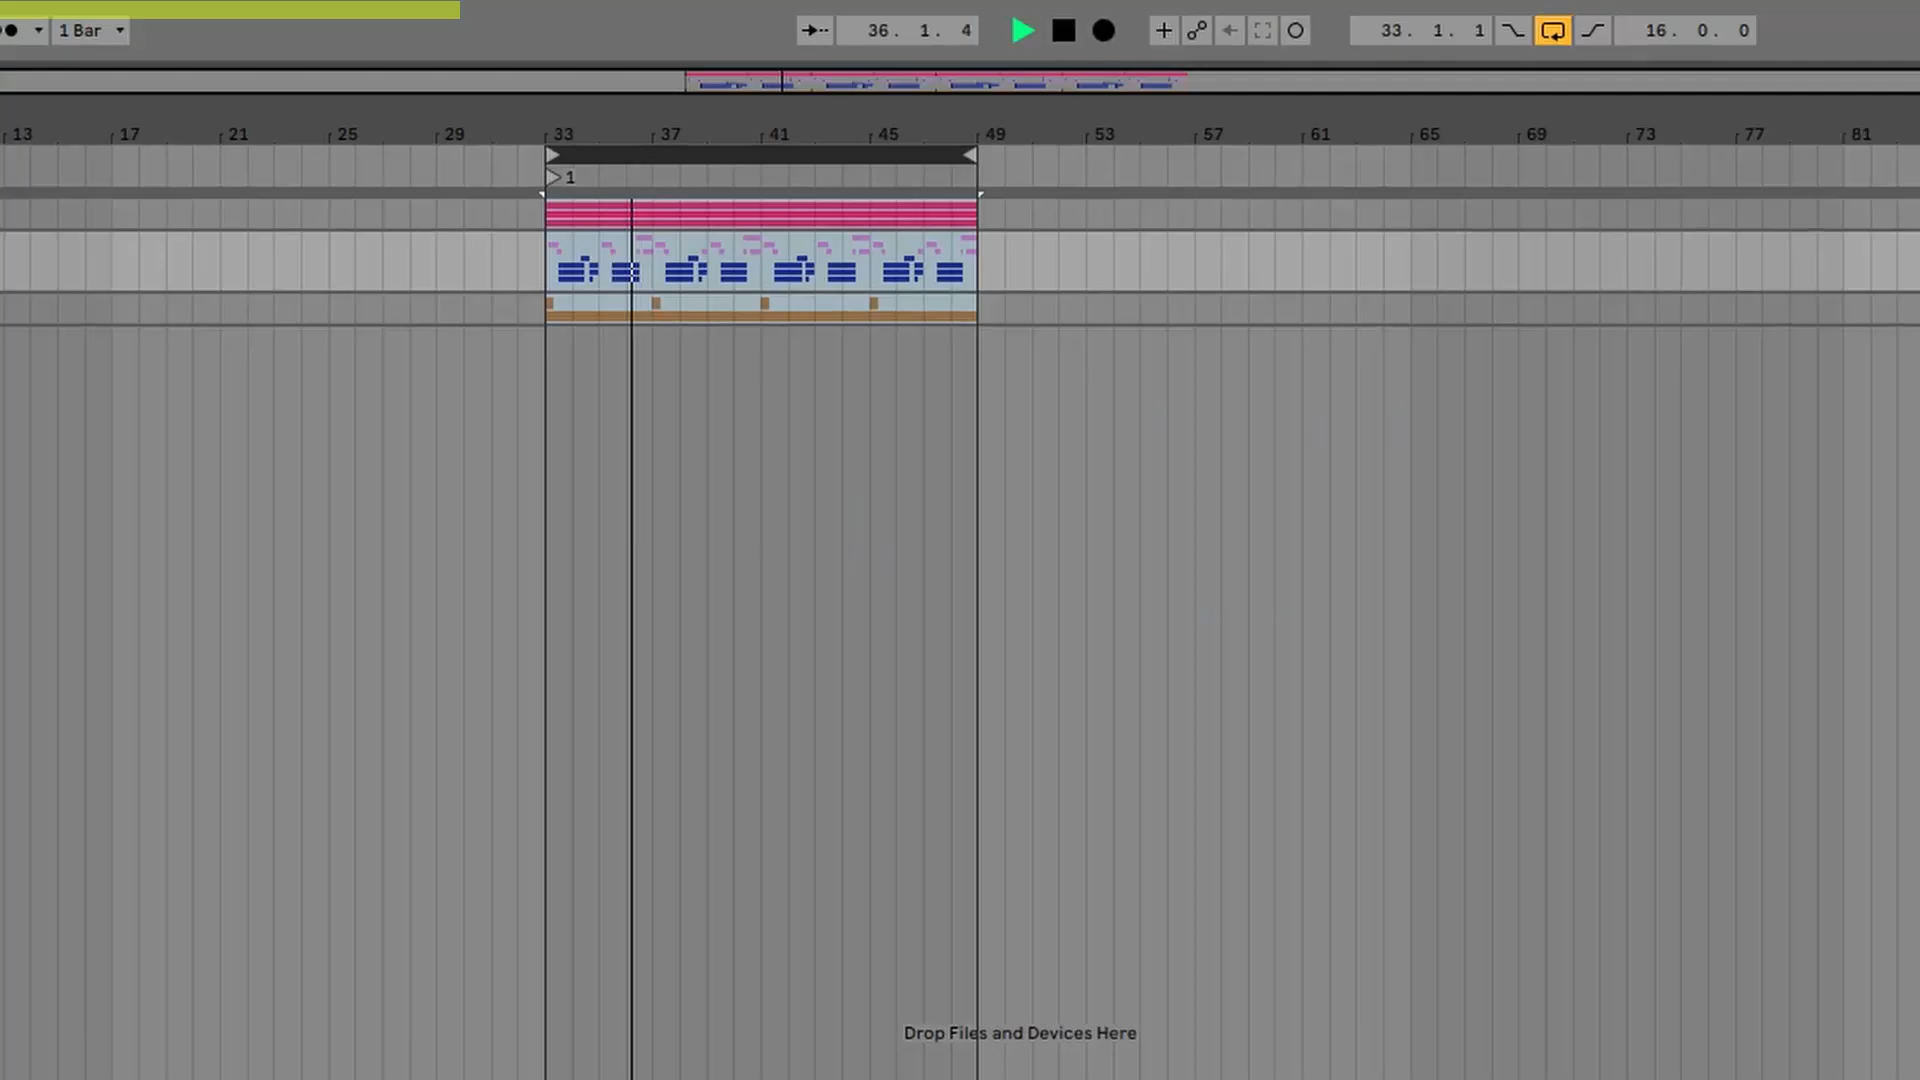 1 Bar 36. 1. 4 33. 1. 1 16. 0. 0
13 17 21 25 29 33 37 41 45 49 53 57 61 65 69 73 77 81
1
Drop Files and Devices Here